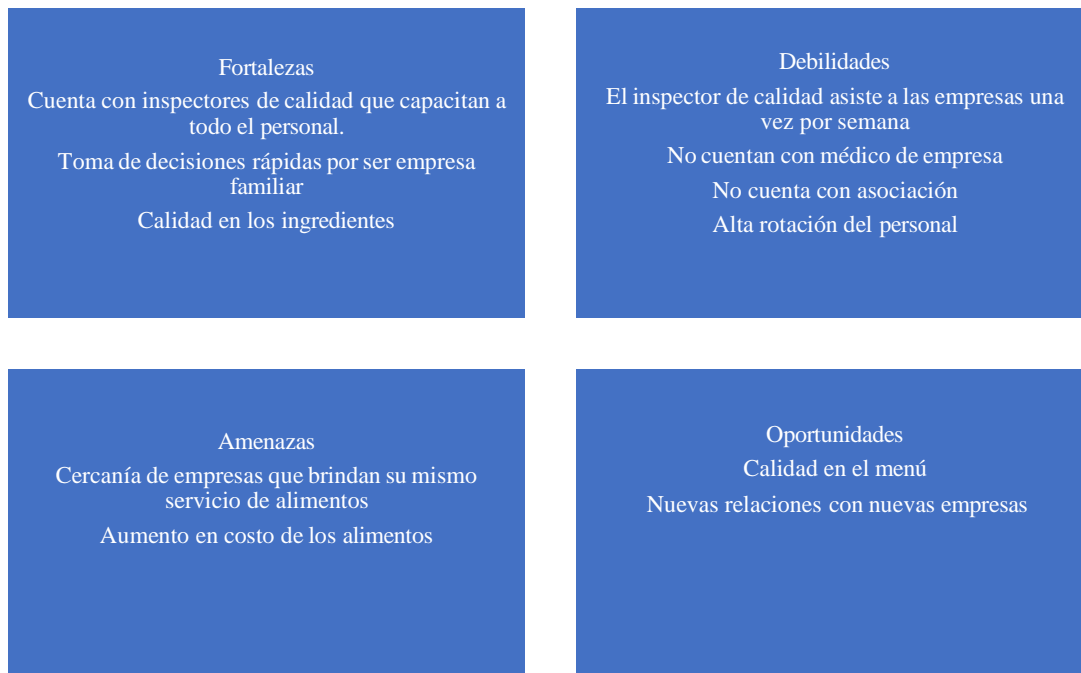 Fortalezas
Cuenta con inspectores de calidad que capacitan a
todo el personal.
Toma de decisiones rápidas por ser empresa
familiar
Calidad en los ingredientes
Debilidades
El inspector de calidad asiste a las empresas una
vez por semana
No cuentan con médico de empresa
No cuenta con asociación
Alta rotación del personal
Amenazas
Cercanía de empresas que brindan su mismo
servicio de alimentos
Aumento en costo de los alimentos
Oportunidades
Calidad en el menú
Nuevas relaciones con nuevas empresas